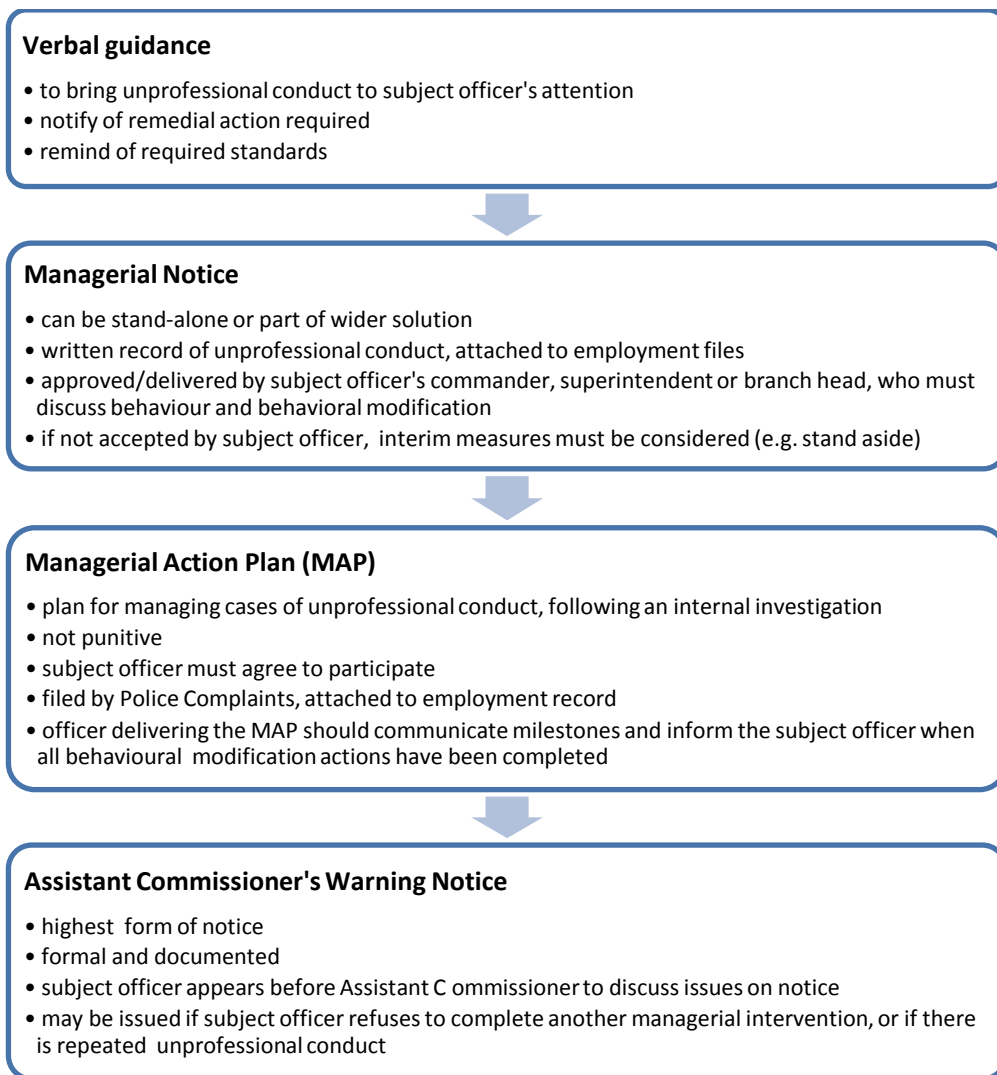 Verbal guidance
• to bring unprofessional conduct to subject officer's attention
• notify of remedial action required
• remind of required standards
Managerial Notice
• can be stand-alone or part of wider solution
• written record of unprofessional conduct, attached to employment files
• approved/delivered by subject officer's commander, superintendent or branch head, who must
discuss behaviour and behavioral modification
• if not accepted by subject officer, interim measures must be considered (e.g. stand aside)
Managerial Action Plan (MAP)
• plan for managing cases of unprofessional conduct, following an internal investigation
• not punitive
• subject officer must agree to participate
• filed by Police Complaints, attached to employment record
• officer delivering the MAP should communicate milestones and inform the subject officer when
all behavioural modification actions have been completed
Assistant Commissioner's Warning Notice
• highest form of notice
• formal and documented
• subject officer appears before Assistant C ommissioner to discuss issues on notice
• may be issued if subject officer refuses to complete another managerial intervention, or if there
is repeated unprofessional conduct